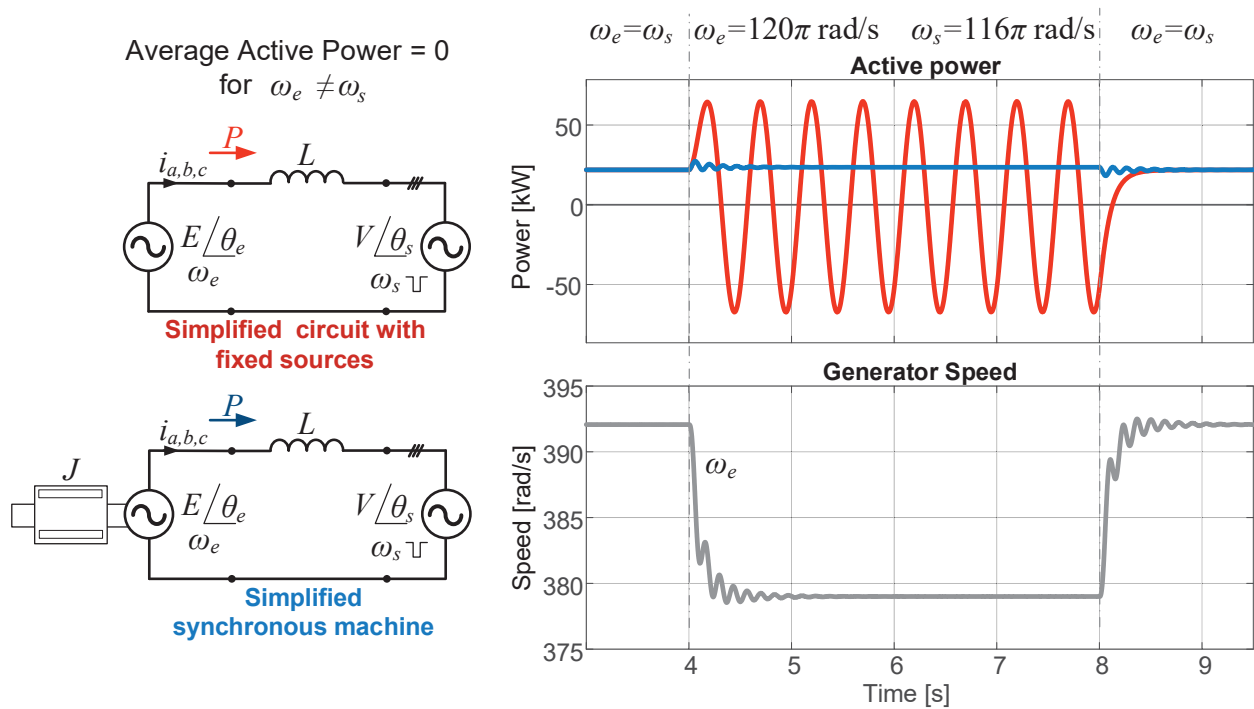 Average Active Power = 0
for ωe ≠ωs
P
ia,b,c
L
E/θe
ωe
V/θs
ωs
Simplified circuit with
fixed sources
P
ia,b,c
L
J
E/θe
ωe
V/θs
ωs
Simplified
synchronous machine
ωe=ωs ωe=120π rad/s ωs=116π rad/s ωe=ωs
Active power
Power [kW]
50
0
-50
Generator Speed
Speed [rad/s]
395
390
385
380
375
ωe
4 5 6 7 8 9
Time [s]